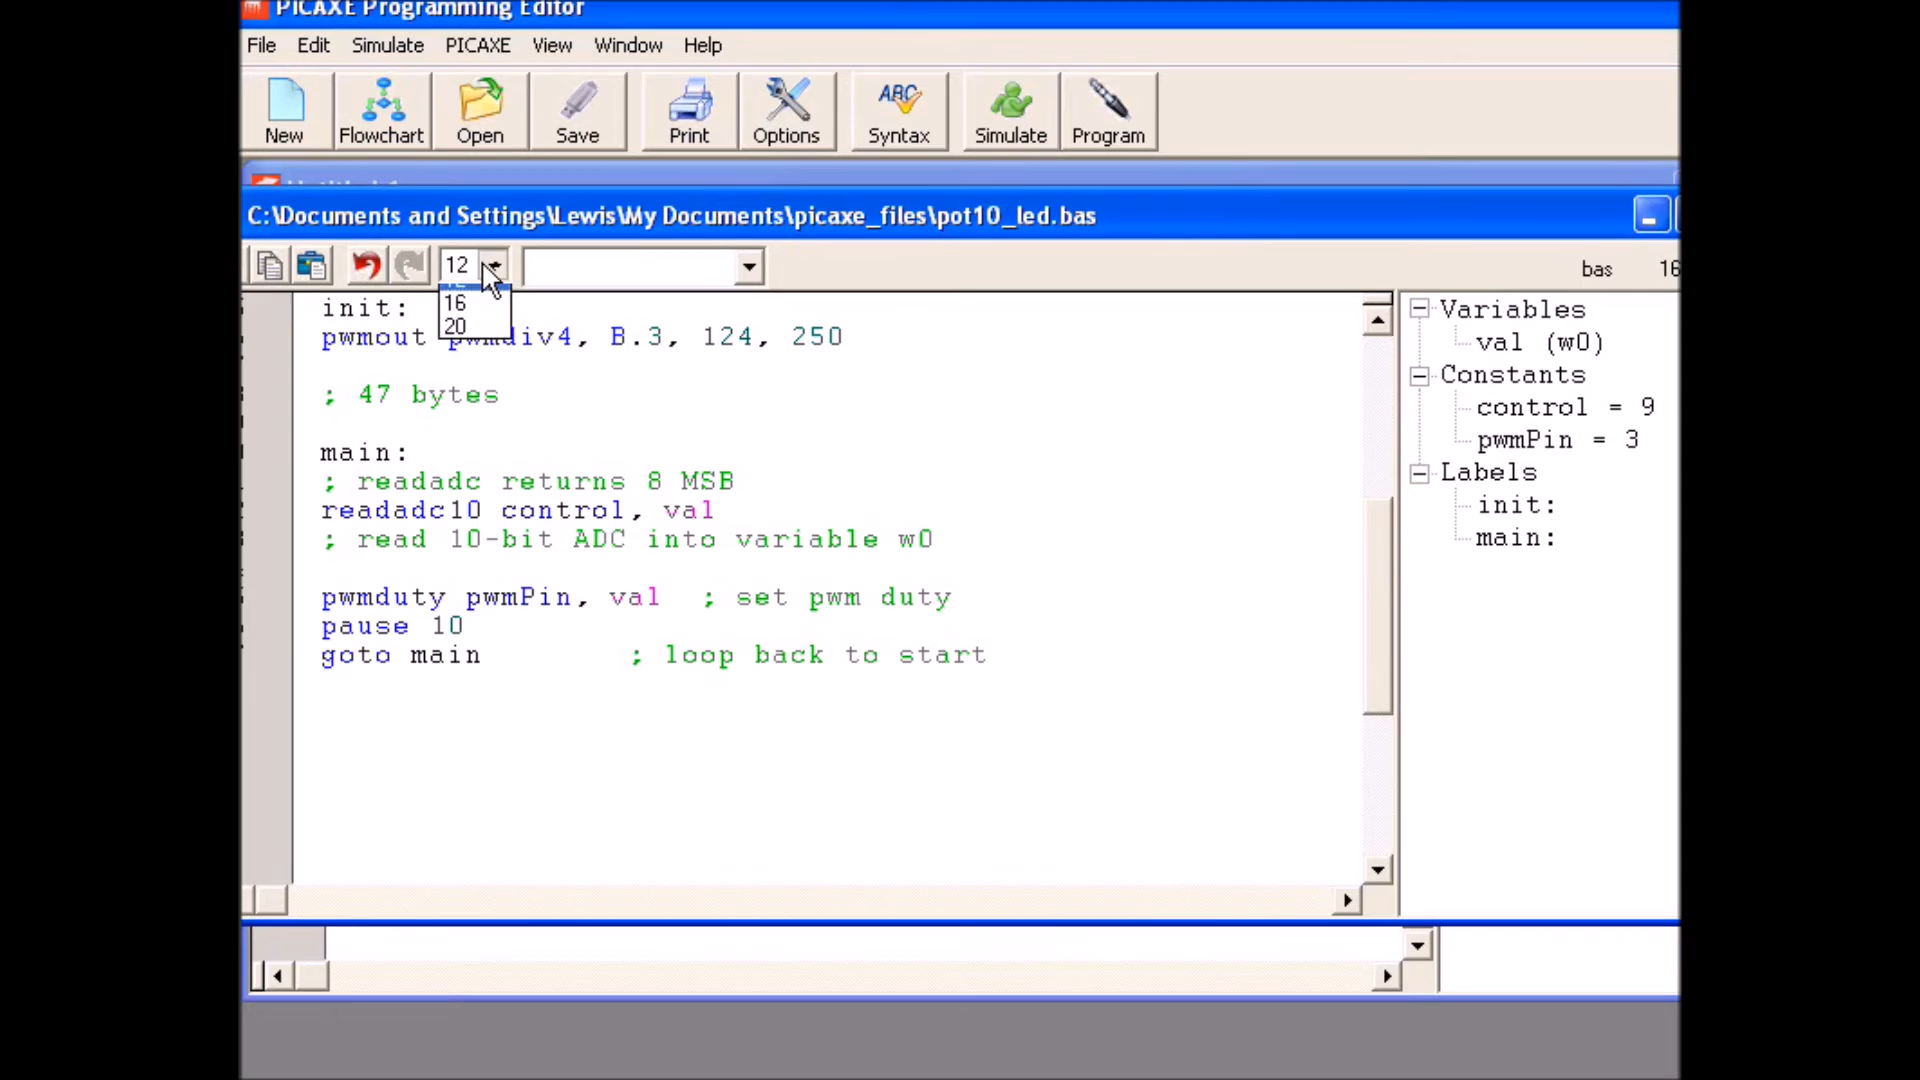 PICAXE Programming Editor
File Edit Simulate PICAXE View Window Help
New Flowchart Open Save Print Options ABC Syntax Simulate Program
C:\Documents and Settings\Lewis\My Documents\picaxe_files\pot10_led.bas
12 bas 16
16
20
init:
pwmout pwmdiv4, B.3, 124, 250
; 47 bytes
main:
; readadc returns 8 MSB
readadc10 control, val
; read 10-bit ADC into variable w0
pwmduty pwmPin, val ; set pwm duty
pause 10
goto main ; loop back to start
Variables
val (w0)
Constants
control = 9
pwmPin = 3
Labels
init:
main: